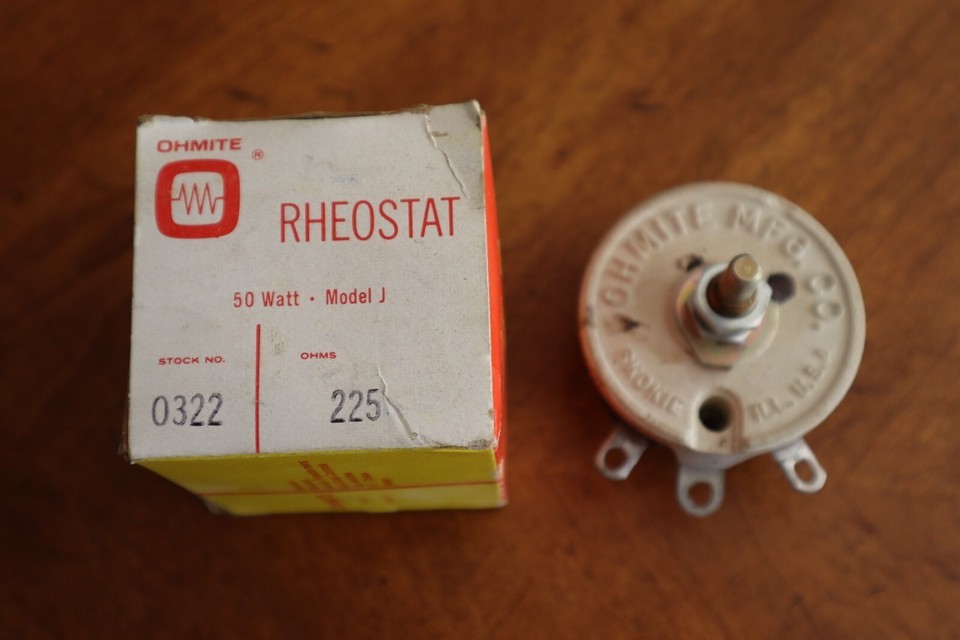 OHMITE
®
RHEOSTAT
50 Watt · Model J
STOCK NO.
OHMS
0322
225
OHMITE MFG. CO.
SKOKIE ILL., U.S.A.